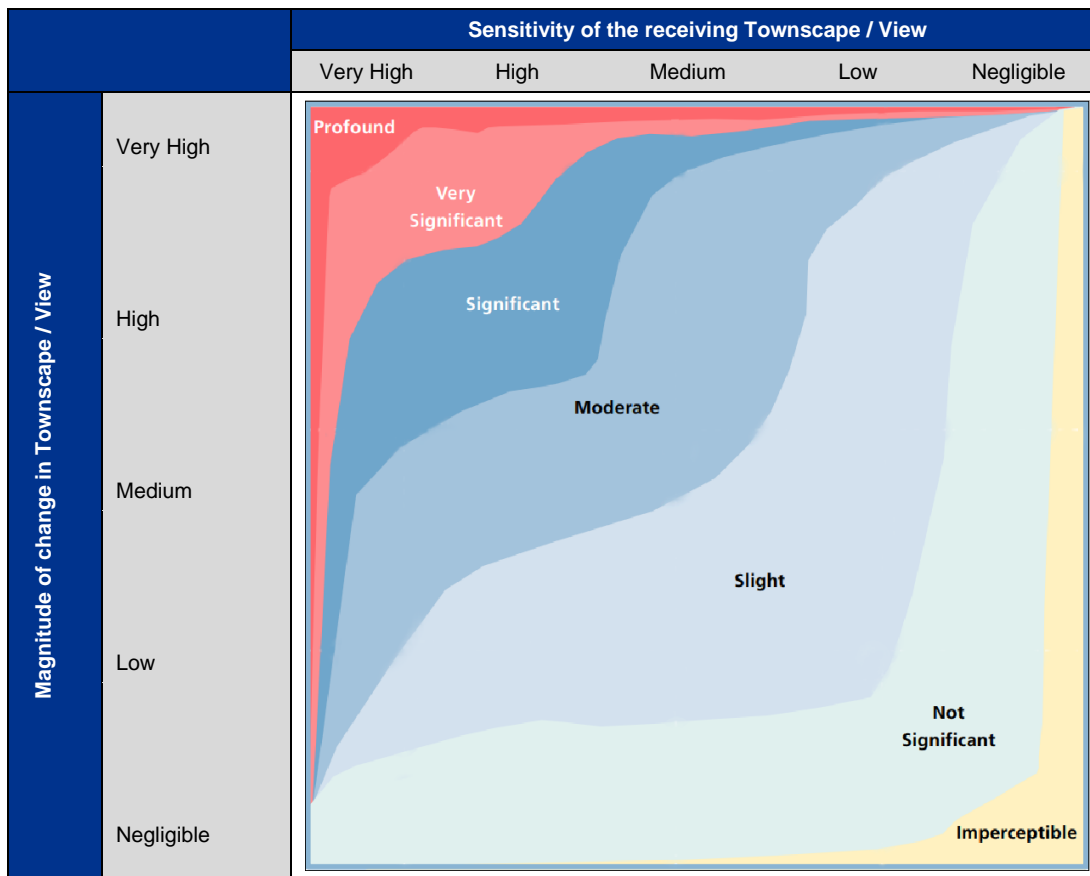 Sensitivity of the receiving Townscape / View
Very High High Medium Low Negligible
Magnitude of change in Townscape / View
Very High
High
Medium
Low
Negligible
Profound
Very
Significant
Significant
Moderate
Slight
Not
Significant
Imperceptible